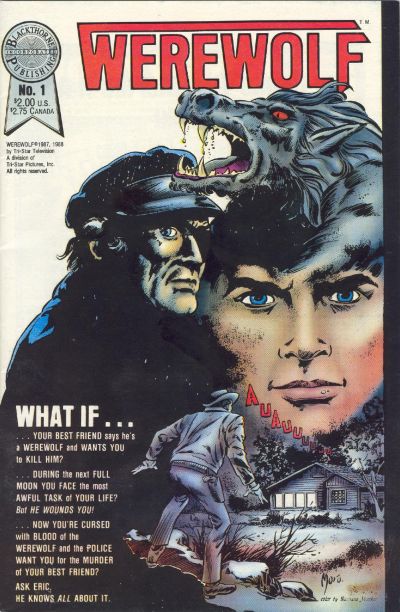 BLACKTHORNE
INCORPORATED
PUBLISHING
No. 1
$2.00 U.S.
$2.75 CANADA
T.M.
WEREWOLF
WEREWOLF©1987, 1988
by Tri-Star Television
A division of
Tri-Star Pictures, Inc.
All rights reserved.
AUAUUU
WHAT IF . . .
. . . YOUR BEST FRIEND says he's
a WEREWOLF and WANTS YOU
to KILL HIM?
. . . DURING the next FULL
MOON YOU FACE the most
AWFUL TASK of YOUR LIFE?
But HE WOUNDS YOU!
. . . NOW YOU'RE CURSED
with BLOOD of the
WEREWOLF and the POLICE
WANT YOU for the MURDER
OF YOUR BEST FRIEND?
ASK ERIC,
HE KNOWS ALL ABOUT IT.